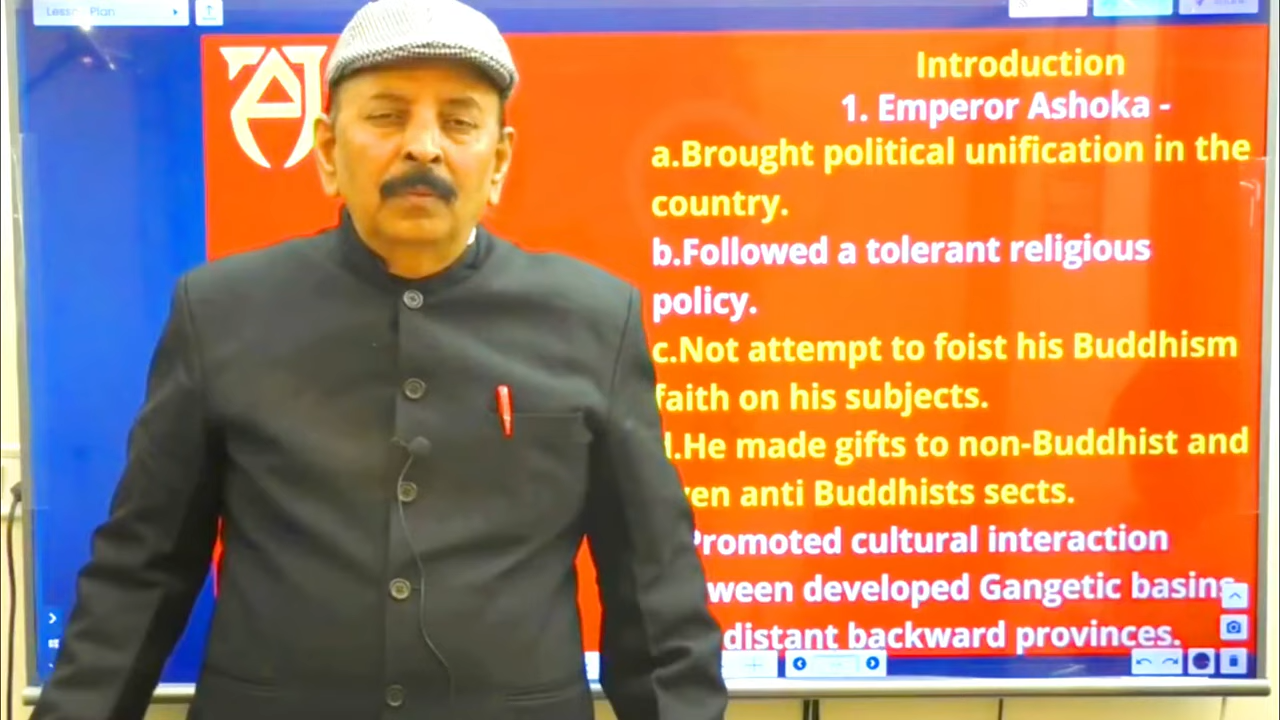 Lesson Plan
Introduction
1. Emperor Ashoka -
a.Brought political unification in the
country.
b.Followed a tolerant religious
policy.
c.Not attempt to foist his Buddhism
faith on his subjects.
d.He made gifts to non-Buddhist and
anti Buddhists sects.
Promoted cultural interaction
developed Gangetic basins
distant backward provinces.